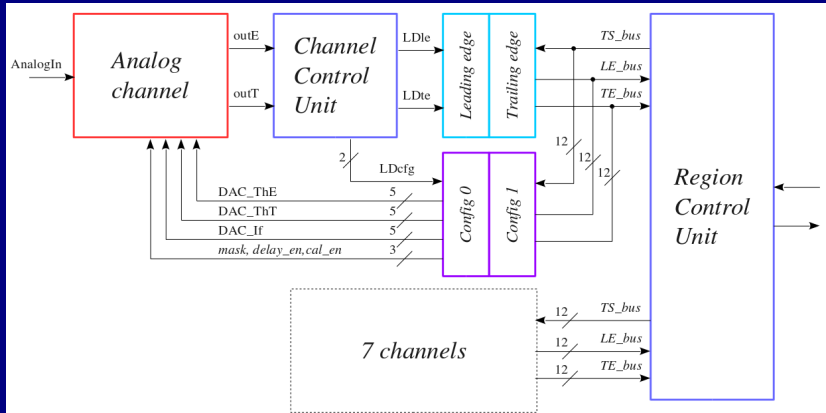 AnalogIn
Analog
channel
outE
outT
Channel
Control
Unit
LDle
LDte
Leading edge
Trailing edge
TS_bus
LE_bus
TE_bus
12
12
12
2
LDcfg
Config 0
Config 1
DAC_ThE
5
DAC_ThT
5
DAC_If
5
mask, delay_en,cal_en
3
Region
Control
Unit
7 channels
12
TS_bus
12
LE_bus
12
TE_bus